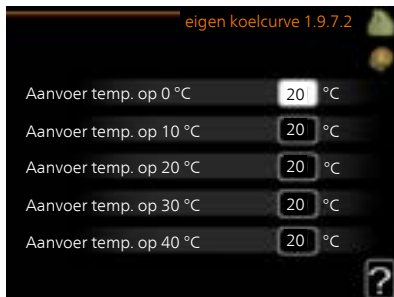 eigen koelcurve 1.9.7.2
Aanvoer temp. op 0 °C 20 °C
Aanvoer temp. op 10 °C 20 °C
Aanvoer temp. op 20 °C 20 °C
Aanvoer temp. op 30 °C 20 °C
Aanvoer temp. op 40 °C 20 °C
?